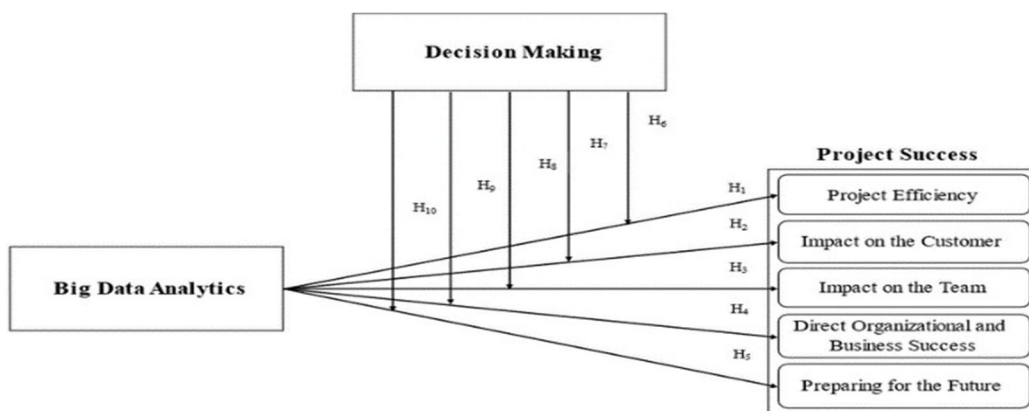 Decision Making
H₆
H₇
H₈
H₉
H₁₀
Project Success
H₁
Project Efficiency
H₂
Impact on the Customer
H₃
Big Data Analytics
Impact on the Team
H₄
Direct Organizational and
Business Success
H₅
Preparing for the Future